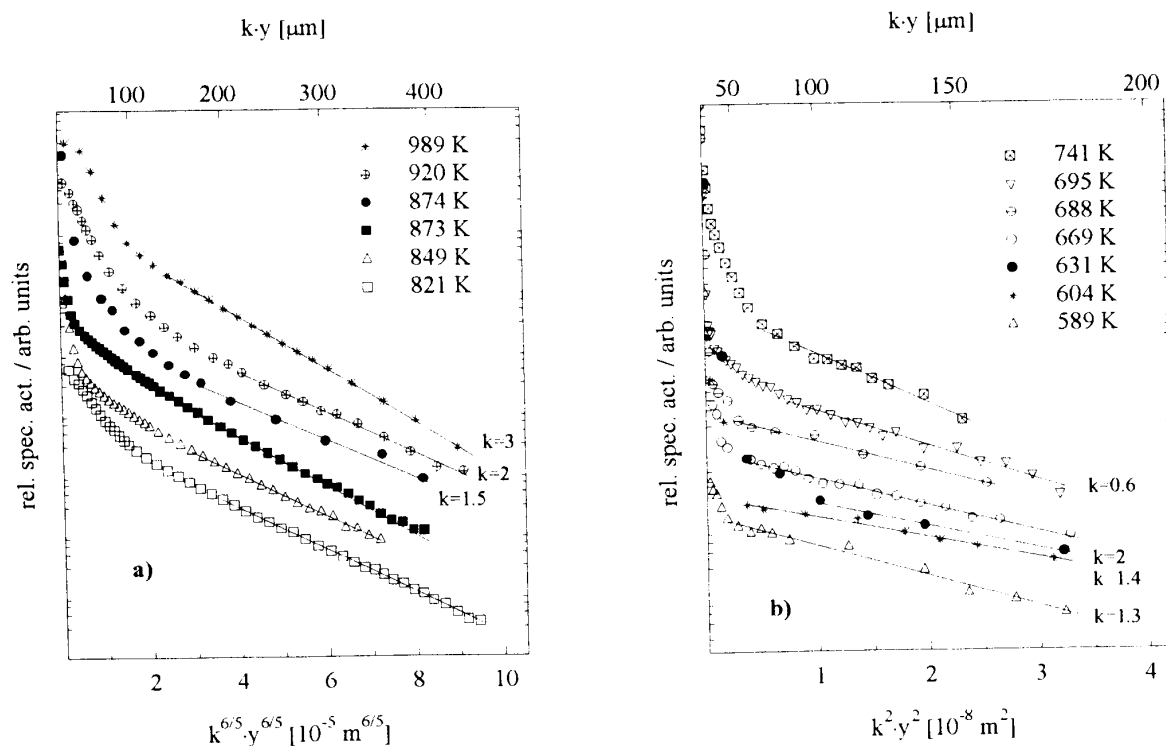 k·y [µm]
100 200 300 400
989 K
920 K
874 K
873 K
849 K
821 K
rel. spec. act. / arb. units
k=3
k=2
k=1.5
a)
2 4 6 8 10
k^6/5·y^6/5 [10^-5 m^6/5]
k·y [µm]
50 100 150 200
741 K
695 K
688 K
669 K
631 K
604 K
589 K
rel. spec. act. / arb. units
k=0.6
k=2
k 1.4
k=1.3
b)
1 2 3 4
k^2·y^2 [10^-8 m^2]